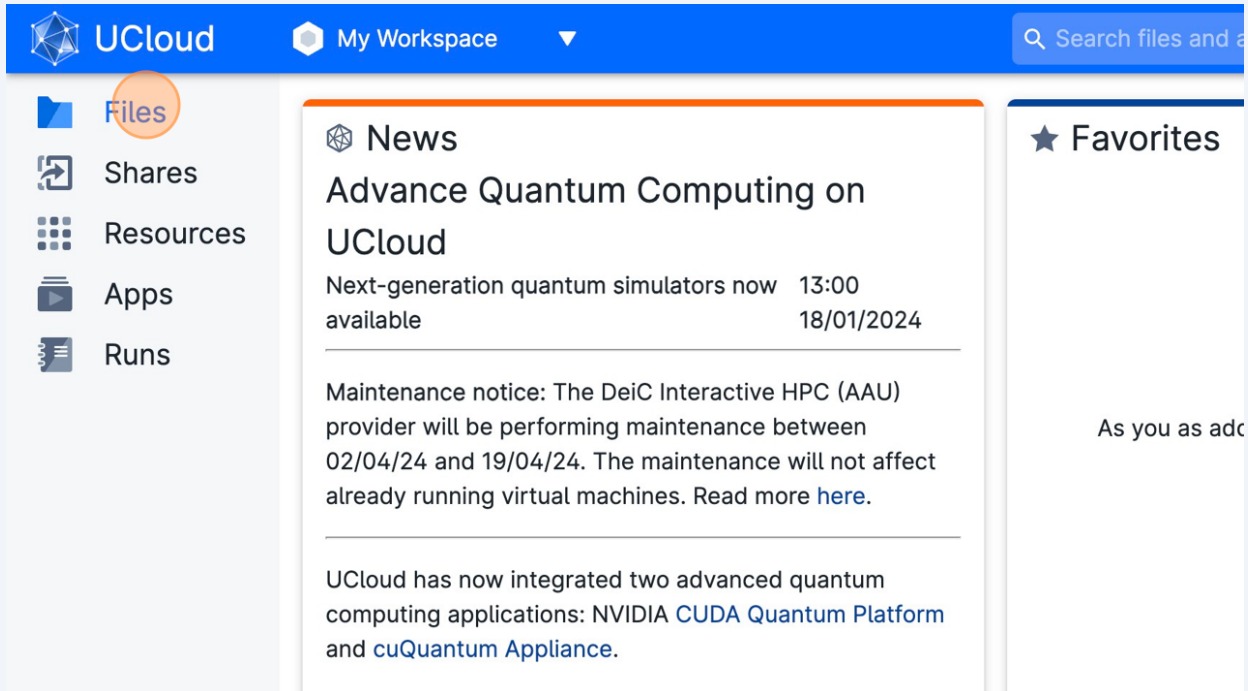 UCloud
My Workspace
Search files and
Files
Shares
Resources
Apps
Runs
News
Advance Quantum Computing on
UCloud
Next-generation quantum simulators now 13:00
available 18/01/2024
Maintenance notice: The DeiC Interactive HPC (AAU)
provider will be performing maintenance between
02/04/24 and 19/04/24. The maintenance will not affect
already running virtual machines. Read more here.
UCloud has now integrated two advanced quantum
computing applications: NVIDIA CUDA Quantum Platform
and cuQuantum Appliance.
Favorites
As you as